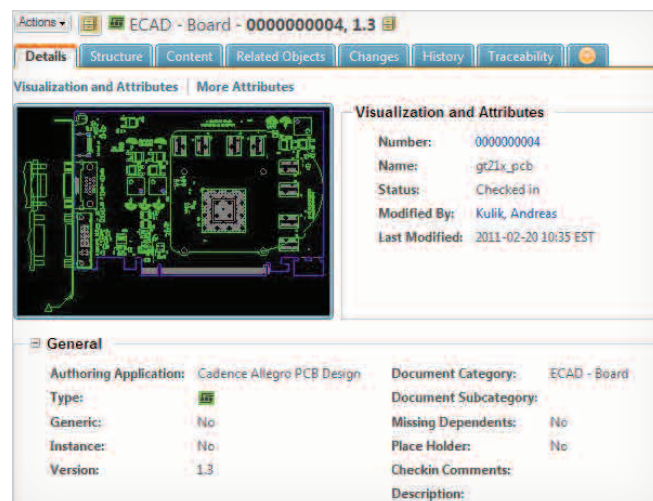 Actions ECAD - Board - 0000000004, 1.3
Details Structure Content Related Objects Changes History Traceability
Visualization and Attributes | More Attributes
Visualization and Attributes
Number: 0000000004
Name: gt21x_pcb
Status: Checked in
Modified By: Kulik, Andreas
Last Modified: 2011-02-20 10:35 EST
General
Authoring Application: Cadence Allegro PCB Design Document Category: ECAD - Board
Type: Document Subcategory:
Generic: No Missing Dependents: No
Instance: No Place Holder: No
Version: 1.3 Checkin Comments:
Description: